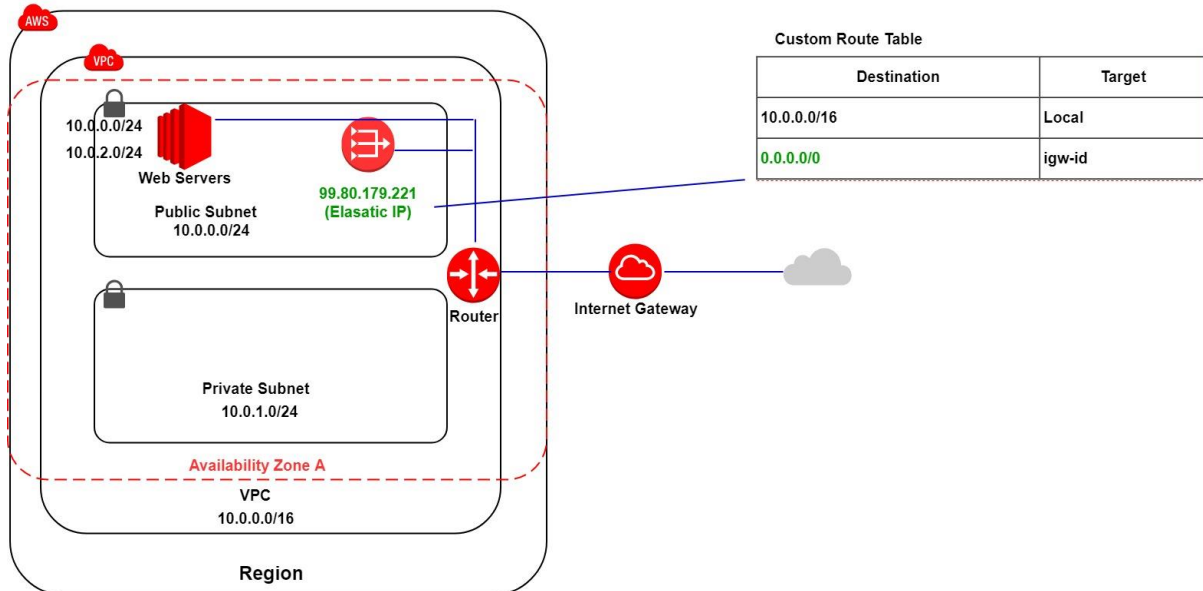 AWS
VPC
10.0.0.0/24
10.0.2.0/24
Web Servers
Public Subnet
10.0.0.0/24
99.80.179.221
(Elasatic IP)
Router
Internet Gateway
Private Subnet
10.0.1.0/24
Availability Zone A
VPC
10.0.0.0/16
Region
Custom Route Table
Destination Target
10.0.0.0/16 Local
0.0.0.0/0 igw-id